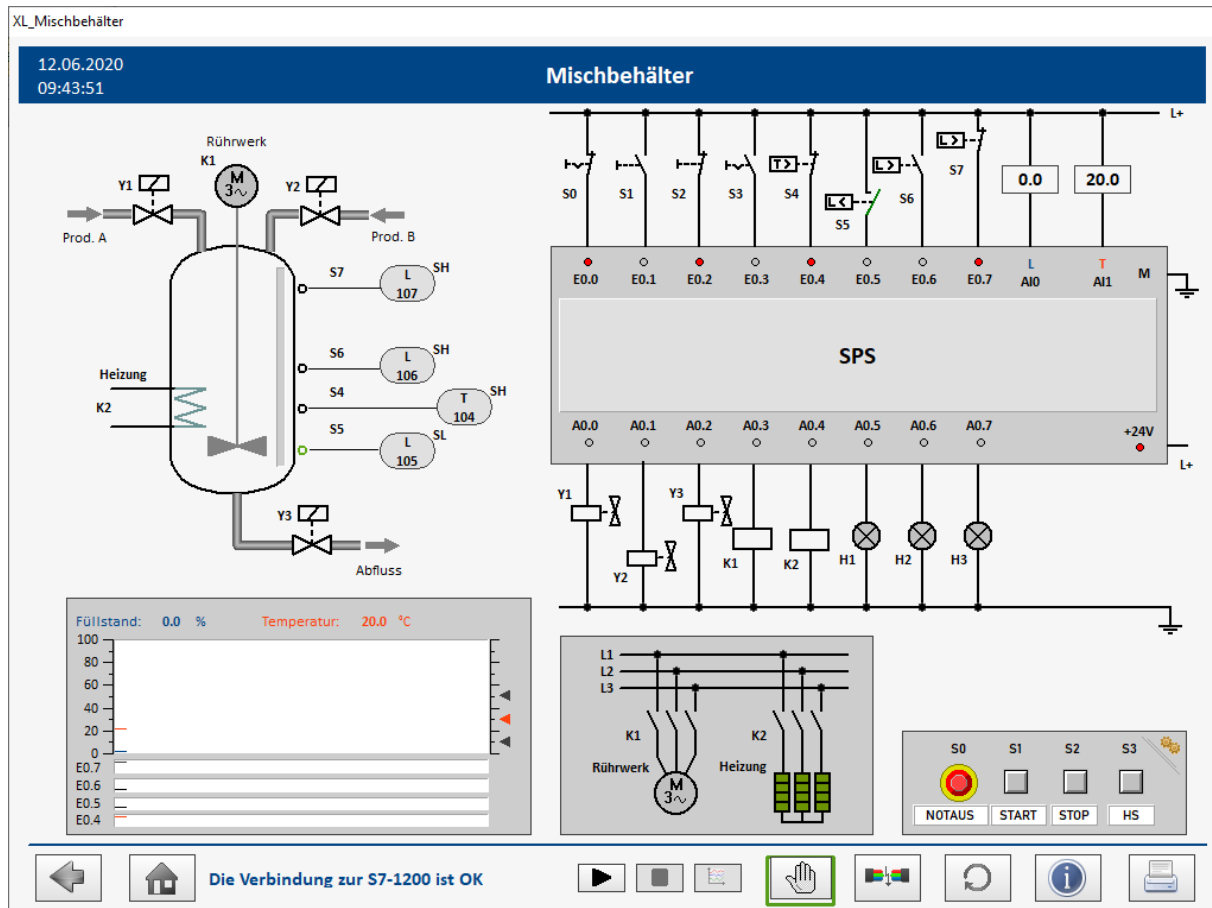 XL_Mischbehälter
12.06.2020
09:43:51
Mischbehälter
L+
Rührwerk
K1
M
3~
Y1
Y2
Prod. A
Prod. B
S7
L
107
SH
S6
L
106
SH
S4
T
104
SH
S5
L
105
SL
Heizung
K2
Y3
Abfluss
S0
S1
S2
S3
T>
S4
L<
S5
L>
S6
L>
S7
0.0
20.0
E0.0
E0.1
E0.2
E0.3
E0.4
E0.5
E0.6
E0.7
L
AI0
T
AI1
M
SPS
A0.0
A0.1
A0.2
A0.3
A0.4
A0.5
A0.6
A0.7
+24V
L+
Y1
Y2
Y3
K1
K2
H1
H2
H3
Füllstand: 0.0 %
Temperatur: 20.0 °C
100
80
60
40
20
0
E0.7
E0.6
E0.5
E0.4
L1
L2
L3
K1
K2
Rührwerk
M
3~
Heizung
S0
S1
S2
S3
NOTAUS
START
STOP
HS
Die Verbindung zur S7-1200 ist OK
i